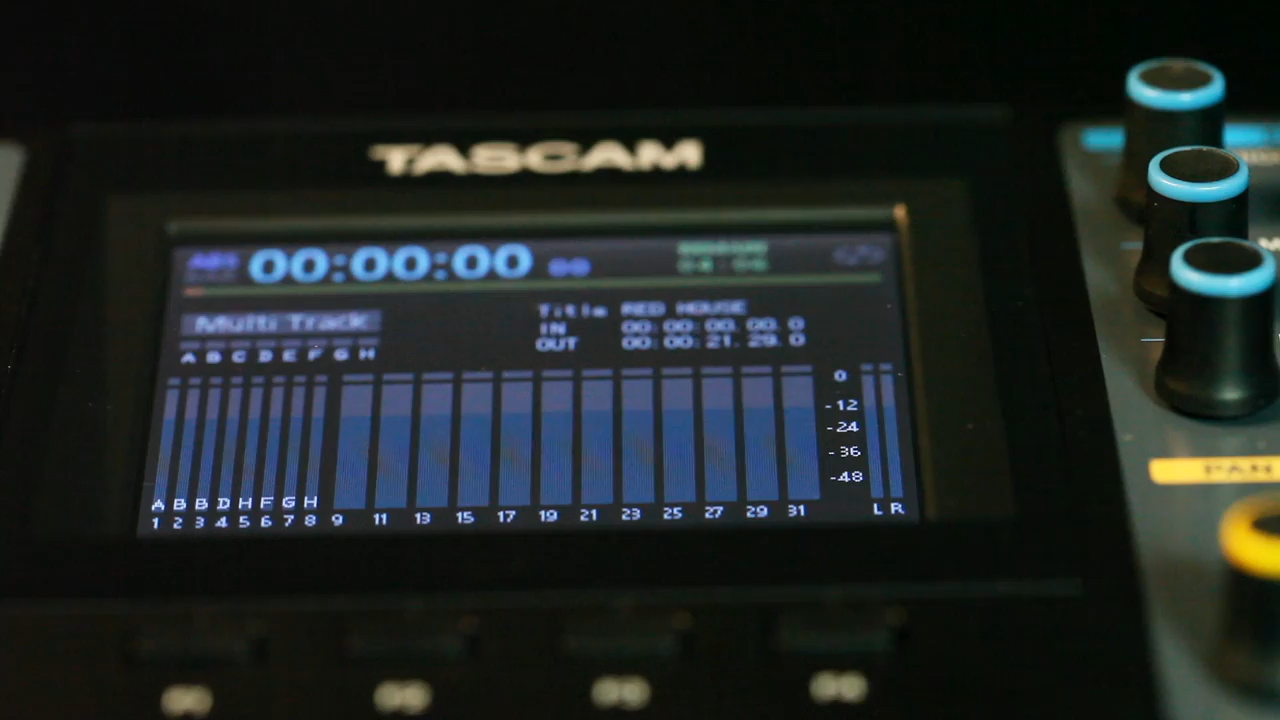 TASCAM
ABS 00:00:00 00
Multi Track
Title RED HOUSE
IN 00:00:00.00.0
OUT 00:00:21.29.0
A B C D E F G H
0
-12
-24
-36
-48
A B B D H F G H
1 2 3 4 5 6 7 8 9 11 13 15 17 19 21 23 25 27 29 31 L R
PAN